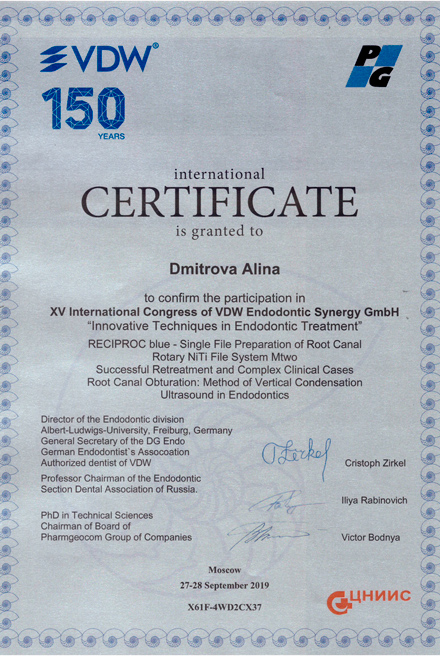 VDW®
150
YEARS
PG
international
CERTIFICATE
is granted to
Dmitrova Alina
to confirm the participation in
XV International Congress of VDW Endodontic Synergy GmbH
“Innovative Techniques in Endodontic Treatment”
RECIPROC blue - Single File Preparation of Root Canal
Rotary NiTi File System Mtwo
Successful Retreatment and Complex Clinical Cases
Root Canal Obturation: Method of Vertical Condensation
Ultrasound in Endodontics
Director of the Endodontic division
Albert-Ludwigs-University, Freiburg, Germany
General Secretary of the DG Endo
German Endodontist`s Assocoation
Authorized dentist of VDW
Cristoph Zirkel
Professor Chairman of the Endodontic
Section Dental Association of Russia.
Iliya Rabinovich
PhD in Technical Sciences
Chairman of Board of
Pharmgeocom Group of Companies
Victor Bodnya
Moscow
27-28 September 2019
X61F-4WD2CX37
ЦНИИС